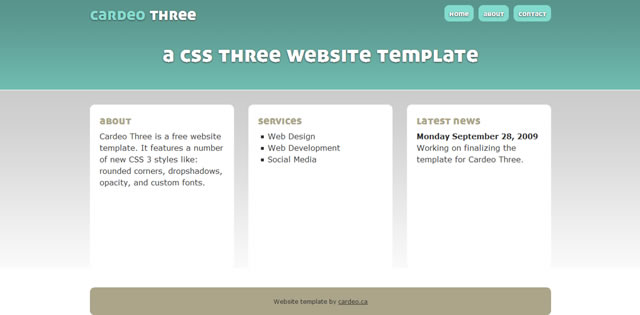 cardeo three
Home
About
Contact
a css three website template
about
Cardeo Three is a free website
template. It features a number
of new CSS 3 styles like:
rounded corners, dropshadows,
opacity, and custom fonts.
services
Web Design
Web Development
Social Media
latest news
Monday September 28, 2009
Working on finalizing the
template for Cardeo Three.
Website template by cardeo.ca